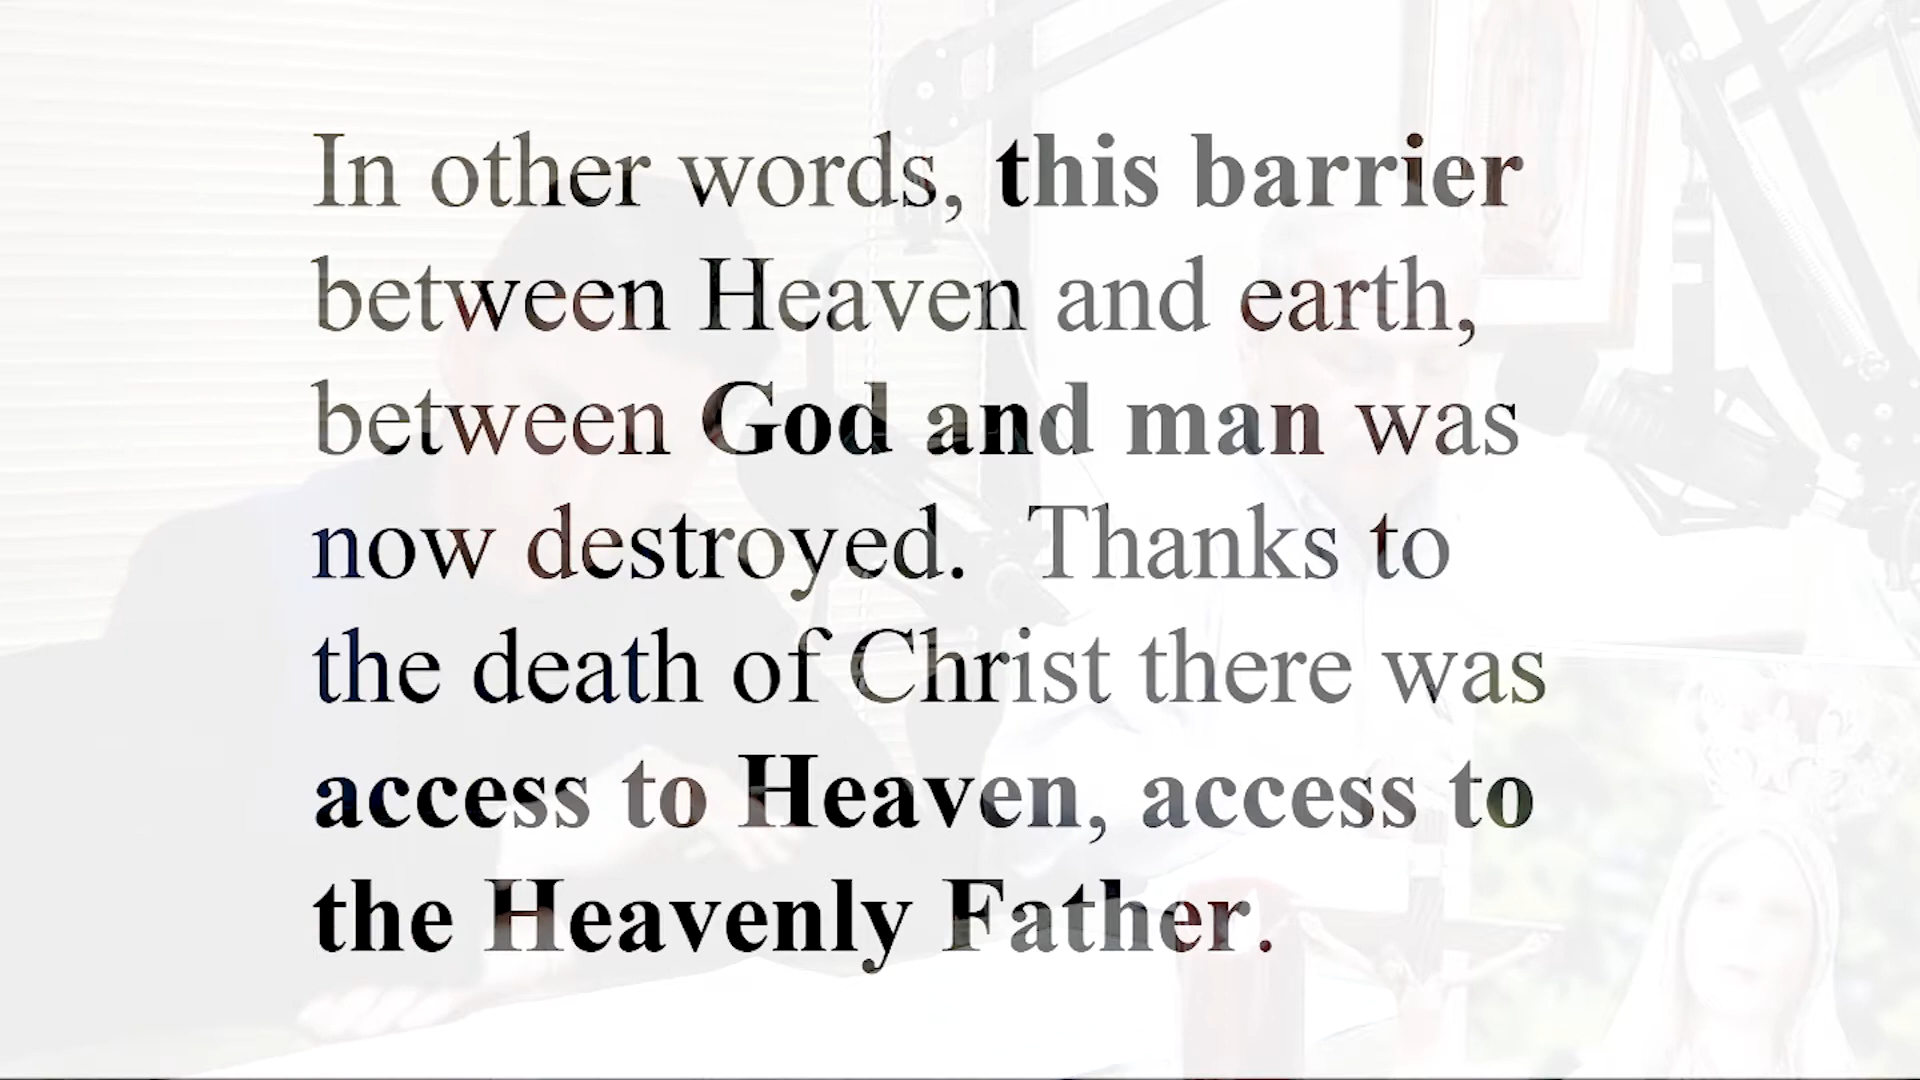 In other words, this barrier
between Heaven and earth,
between God and man was
now destroyed.  Thanks to
the death of Christ there was
access to Heaven, access to
the Heavenly Father.